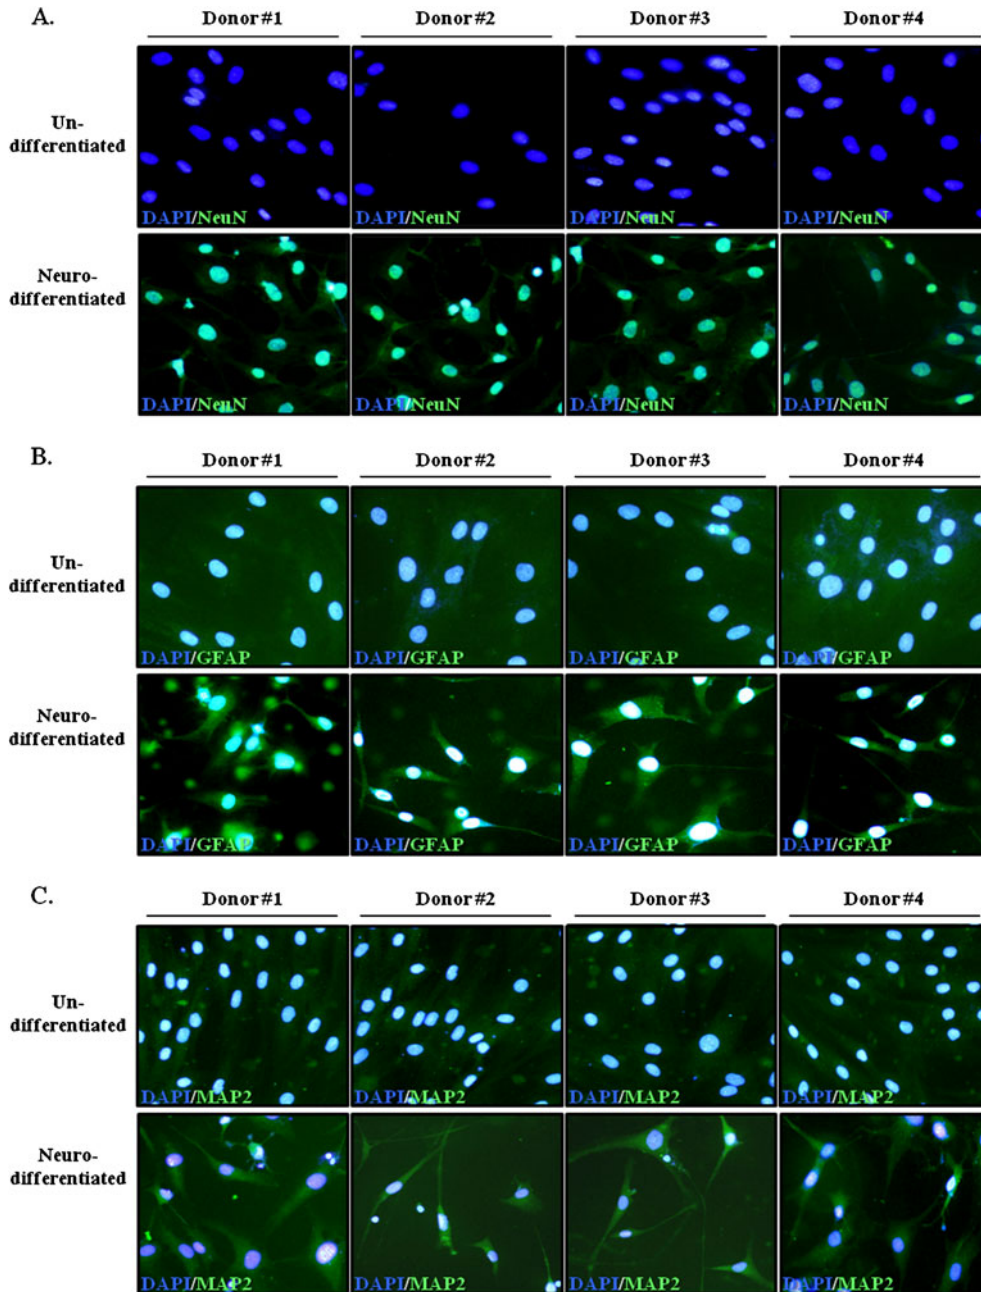 A.
Donor#1 Donor#2 Donor#3 Donor#4
Un-
differentiated
DAPI/NeuN DAPI/NeuN DAPI/NeuN DAPI/NeuN
Neuro-
differentiated
DAPI/NeuN DAPI/NeuN DAPI/NeuN DAPI/NeuN
B.
Donor#1 Donor#2 Donor#3 Donor#4
Un-
differentiated
DAPI/GFAP DAPI/GFAP DAPI/GFAP DAPI/GFAP
Neuro-
differentiated
DAPI/GFAP DAPI/GFAP DAPI/GFAP DAPI/GFAP
C.
Donor#1 Donor#2 Donor#3 Donor#4
Un-
differentiated
DAPI/MAP2 DAPI/MAP2 DAPI/MAP2 DAPI/MAP2
Neuro-
differentiated
DAPI/MAP2 DAPI/MAP2 DAPI/MAP2 DAPI/MAP2